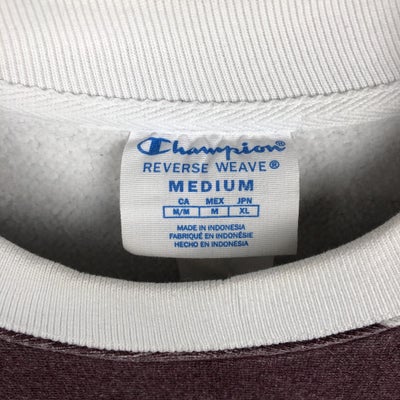 Champion®
REVERSE WEAVE®
MEDIUM
CA MEX JPN
M/M M XL
MADE IN INDONESIA
FABRIQUÉ EN INDONÉSIE
HECHO EN INDONESIA